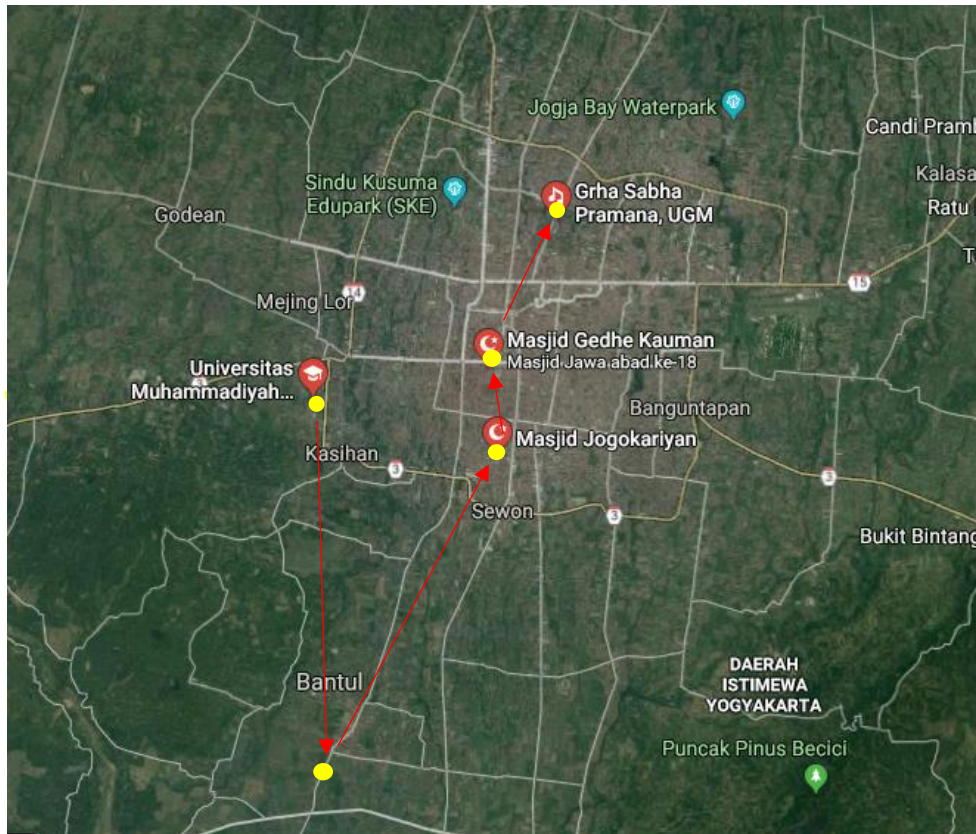 Jogja Bay Waterpark
Candi Pramb
Sindu Kusuma
Edupark (SKE)
Grha Sabha
Pramana, UGM
Kalasa
Ratu
Godean
T
15
14
Mejing Lor
Masjid Gedhe Kauman
Masjid Jawa abad ke-18
Universitas
Muhammadiyah...
3
Banguntapan
Masjid Jogokariyan
Kasihan
3
3
Sewon
3
Bukit Bintang
Bantul
DAERAH
ISTIMEWA
YOGYAKARTA
Puncak Pinus Becici